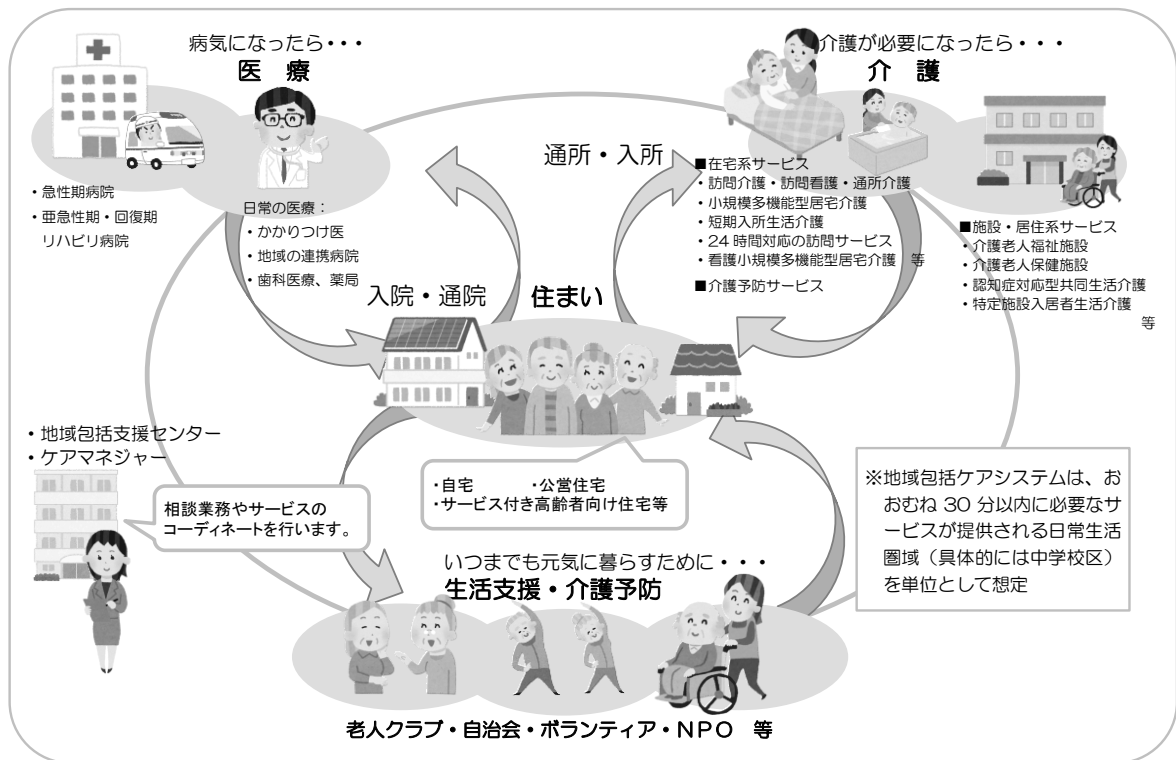 病気になったら・・・
医 療
・急性期病院
・亜急性期・回復期
リハビリ病院
日常の医療：
・かかりつけ医
・地域の連携病院
・歯科医療、薬局
介護が必要になったら・・・
介 護
■在宅系サービス
・訪問介護・訪問看護・通所介護
・小規模多機能型居宅介護
・短期入所生活介護
・24 時間対応の訪問サービス
・看護小規模多機能型居宅介護 等
■介護予防サービス
■施設・居住系サービス
・介護老人福祉施設
・介護老人保健施設
・認知症対応型共同生活介護
・特定施設入居者生活介護
等
通所・入所
入院・通院
住まい
・自宅 ・公営住宅
・サービス付き高齢者向け住宅等
・地域包括支援センター
・ケアマネジャー
相談業務やサービスの
コーディネートを行います。
※地域包括ケアシステムは、お
おむね 30 分以内に必要なサ
ービスが提供される日常生活
圏域（具体的には中学校区）
を単位として想定
いつまでも元気に暮らすために・・・
生活支援・介護予防
老人クラブ・自治会・ボランティア・NPO 等